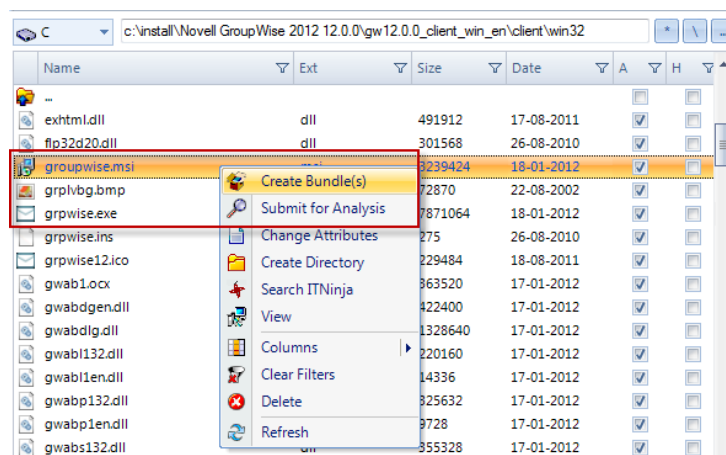 C c:\install\Novell GroupWise 2012 12.0.0\gw12.0.0_client_win_en\client\win32 * \ ..
Name Ext Size Date A H
..
exhtml.dll dll 491912 17-08-2011
flp32d20.dll dll 301568 26-08-2010
groupwise.msi 3239424 18-01-2012
grplvbg.bmp 72870 22-08-2002
grpwise.exe 7871064 18-01-2012
grpwise.ins 275 26-08-2010
grpwise12.ico 229484 18-08-2011
gwab1.ocx 363520 17-01-2012
gwabdgen.dll 422400 17-01-2012
gwabdlg.dll 1328640 17-01-2012
gwabl132.dll 220160 17-01-2012
gwabl1en.dll 14336 17-01-2012
gwabp132.dll 325632 17-01-2012
gwabp1en.dll 9728 17-01-2012
gwabs132.dll 355328 17-01-2012
Create Bundle(s)
Submit for Analysis
Change Attributes
Create Directory
Search ITNinja
View
Columns
Clear Filters
Delete
Refresh